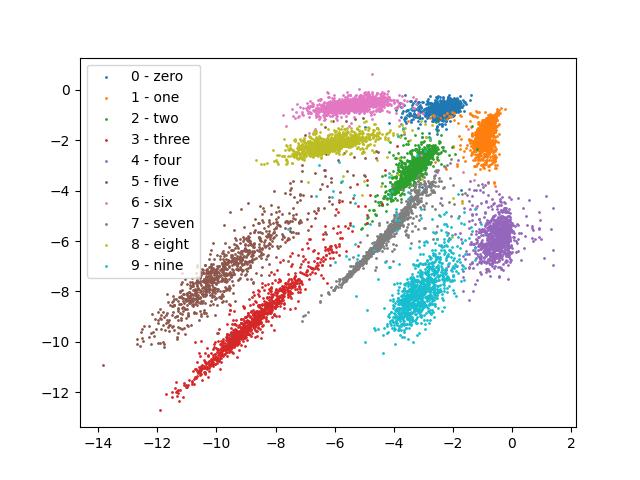 0 - zero
1 - one
2 - two
3 - three
4 - four
5 - five
6 - six
7 - seven
8 - eight
9 - nine
0
−2
−4
−6
−8
−10
−12
−14 −12 −10 −8 −6 −4 −2 0 2